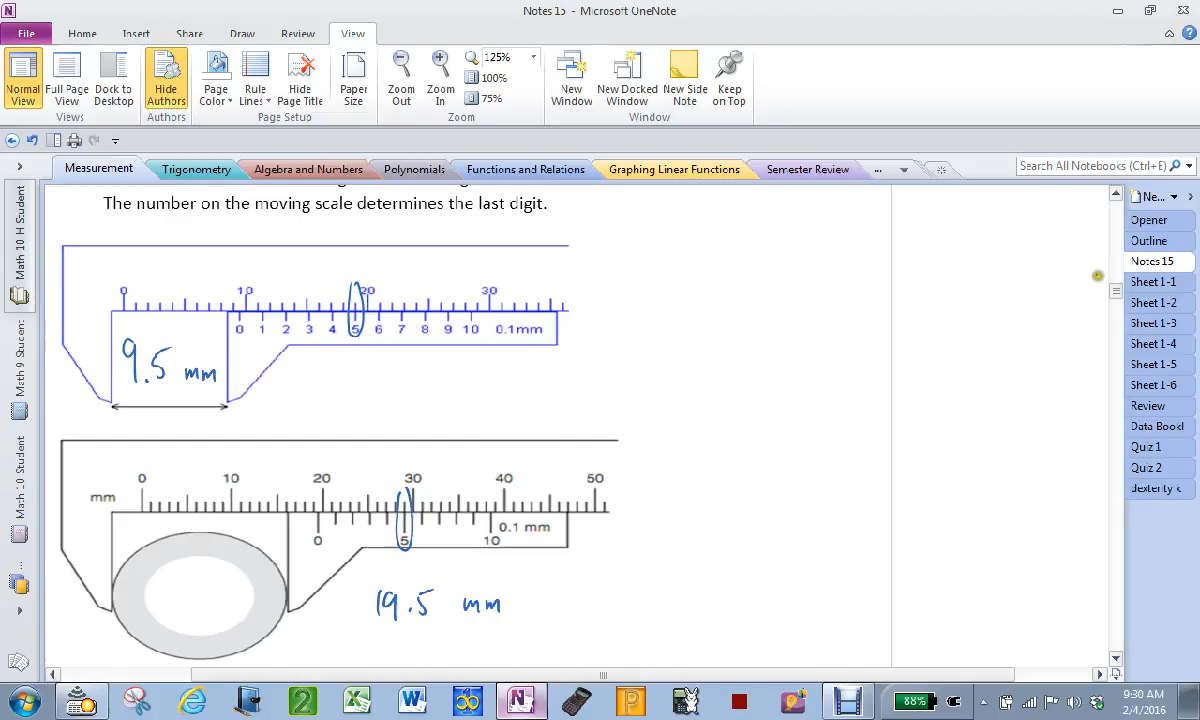 Notes 15 - Microsoft OneNote
File Home Insert Share Draw Review View
Normal View Full Page View Dock to Desktop Hide Authors Page Color Rule Lines Hide Page Title Paper Size Zoom Out Zoom In 125% 100% 75% New Window New Docked Window New Side Note Keep on Top
Views Authors Page Setup Zoom Window
Measurement Trigonometry Algebra and Numbers Polynomials Functions and Relations Graphing Linear Functions Semester Review ... Search All Notebooks (Ctrl+E)
Math 10 H Student
Math 9 Student
Math 10 Student
Ne...
Opener
Outline
Notes 15
Sheet 1-1
Sheet 1-2
Sheet 1-3
Sheet 1-4
Sheet 1-5
Sheet 1-6
Review
Data Bookl
Quiz 1
Quiz 2
dexterity k
The number on the moving scale determines the last digit.
0 10 20 30
0 1 2 3 4 5 6 7 8 9 10 0.1mm
9.5 mm
0 10 20 30 40 50
mm
0.1 mm
0 5 10
19.5 mm
88% 9:30 AM
2/4/2016